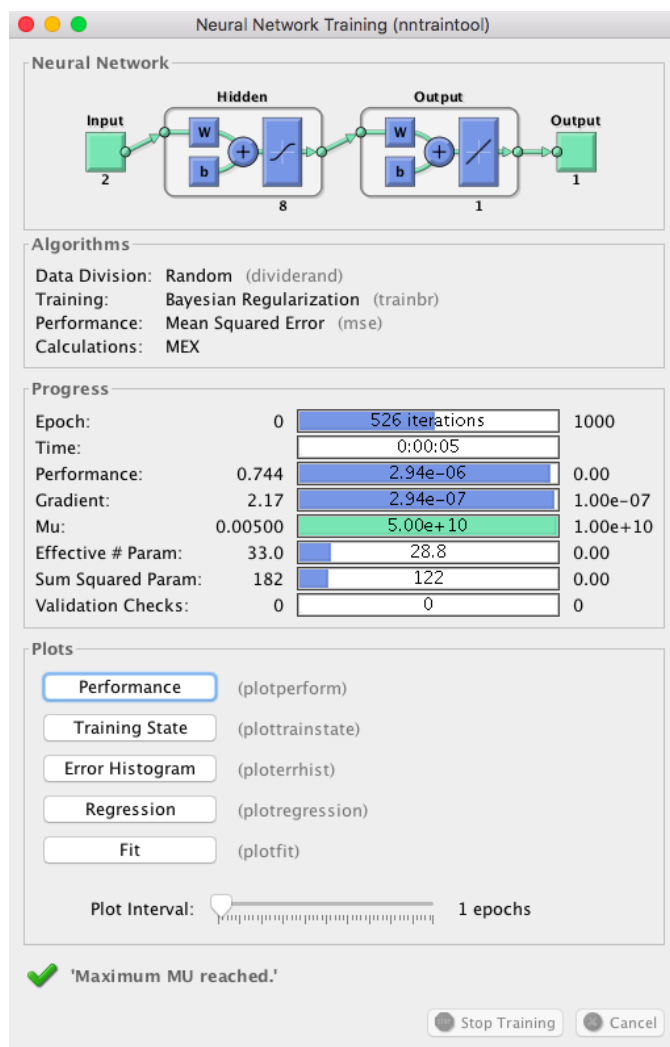 Neural Network Training (nntraintool)
Neural Network
Hidden Output
Input Output
W W
b b
2 8 1 1
Algorithms
Data Division: Random (dividerand)
Training: Bayesian Regularization (trainbr)
Performance: Mean Squared Error (mse)
Calculations: MEX
Progress
Epoch: 0 526 iterations 1000
Time: 0:00:05
Performance: 0.744 2.94e-06 0.00
Gradient: 2.17 2.94e-07 1.00e-07
Mu: 0.00500 5.00e+10 1.00e+10
Effective # Param: 33.0 28.8 0.00
Sum Squared Param: 182 122 0.00
Validation Checks: 0 0 0
Plots
Performance (plotperform)
Training State (plottrainstate)
Error Histogram (ploterrhist)
Regression (plotregression)
Fit (plotfit)
Plot Interval: 1 epochs
'Maximum MU reached.'
Stop Training Cancel